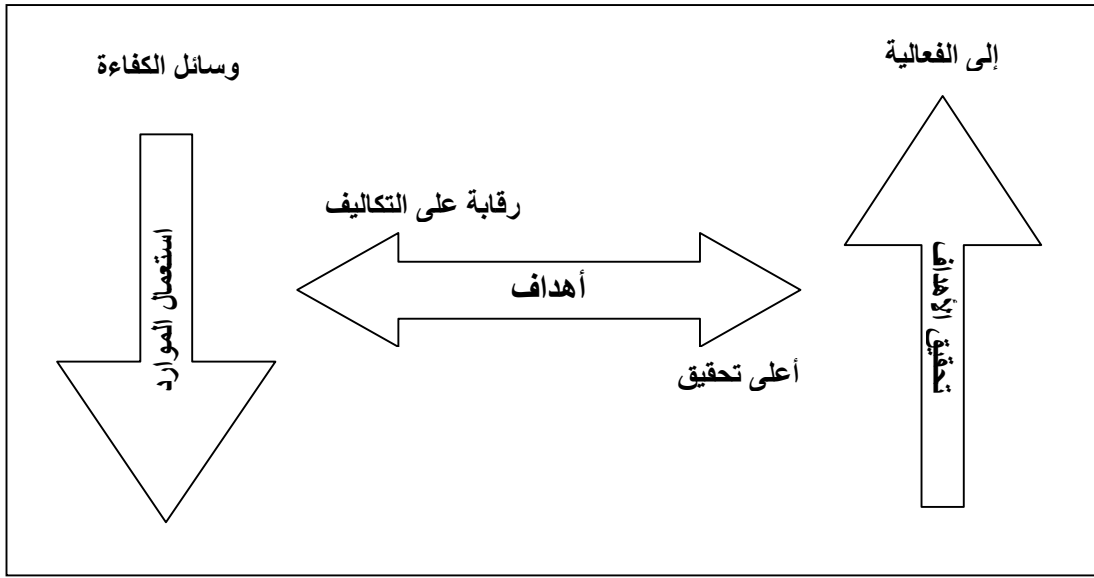 إلى الفعالية
وسائل الكفاءة
رقابة على التكاليف
استعمال الموارد
أهداف
تحقيق الأهداف
أعلى تحقيق